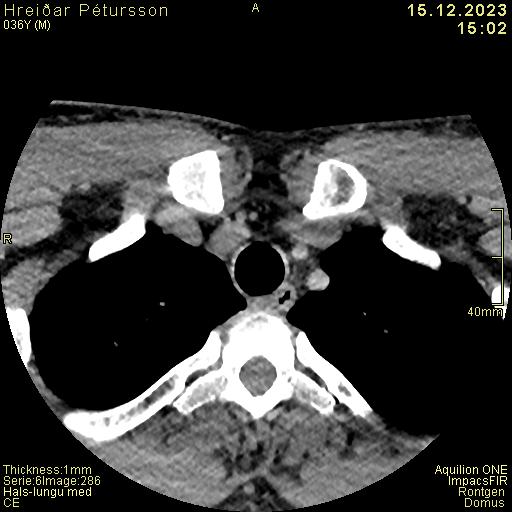 Hreiðar Pétursson
036Y (M)
A
15.12.2023
15:02
R
40mm
Thickness:1mm
Serie:6Image:286
Hals-lungu med
CE
Aquilion ONE
ImpacsFIR
Rontgen
Domus